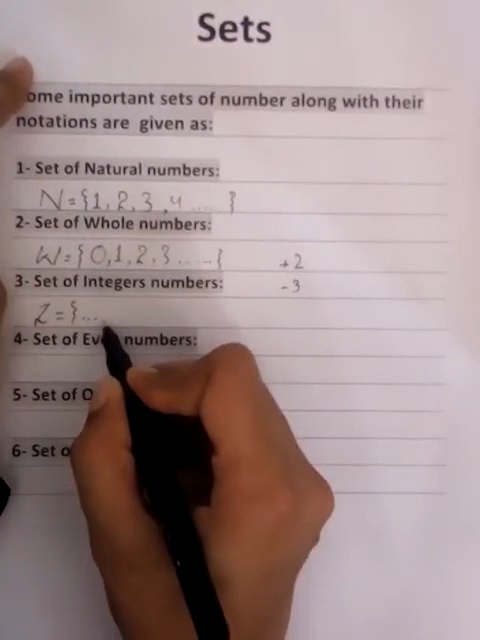 Sets
ome important sets of number along with their
notations are given as:
1- Set of Natural numbers:
N={1,2,3,4.....}
2- Set of Whole numbers:
W={0,1,2,3.....}
+2
3- Set of Integers numbers:
-3
Z={...
4- Set of Ev numbers:
5- Set of O
6- Set o